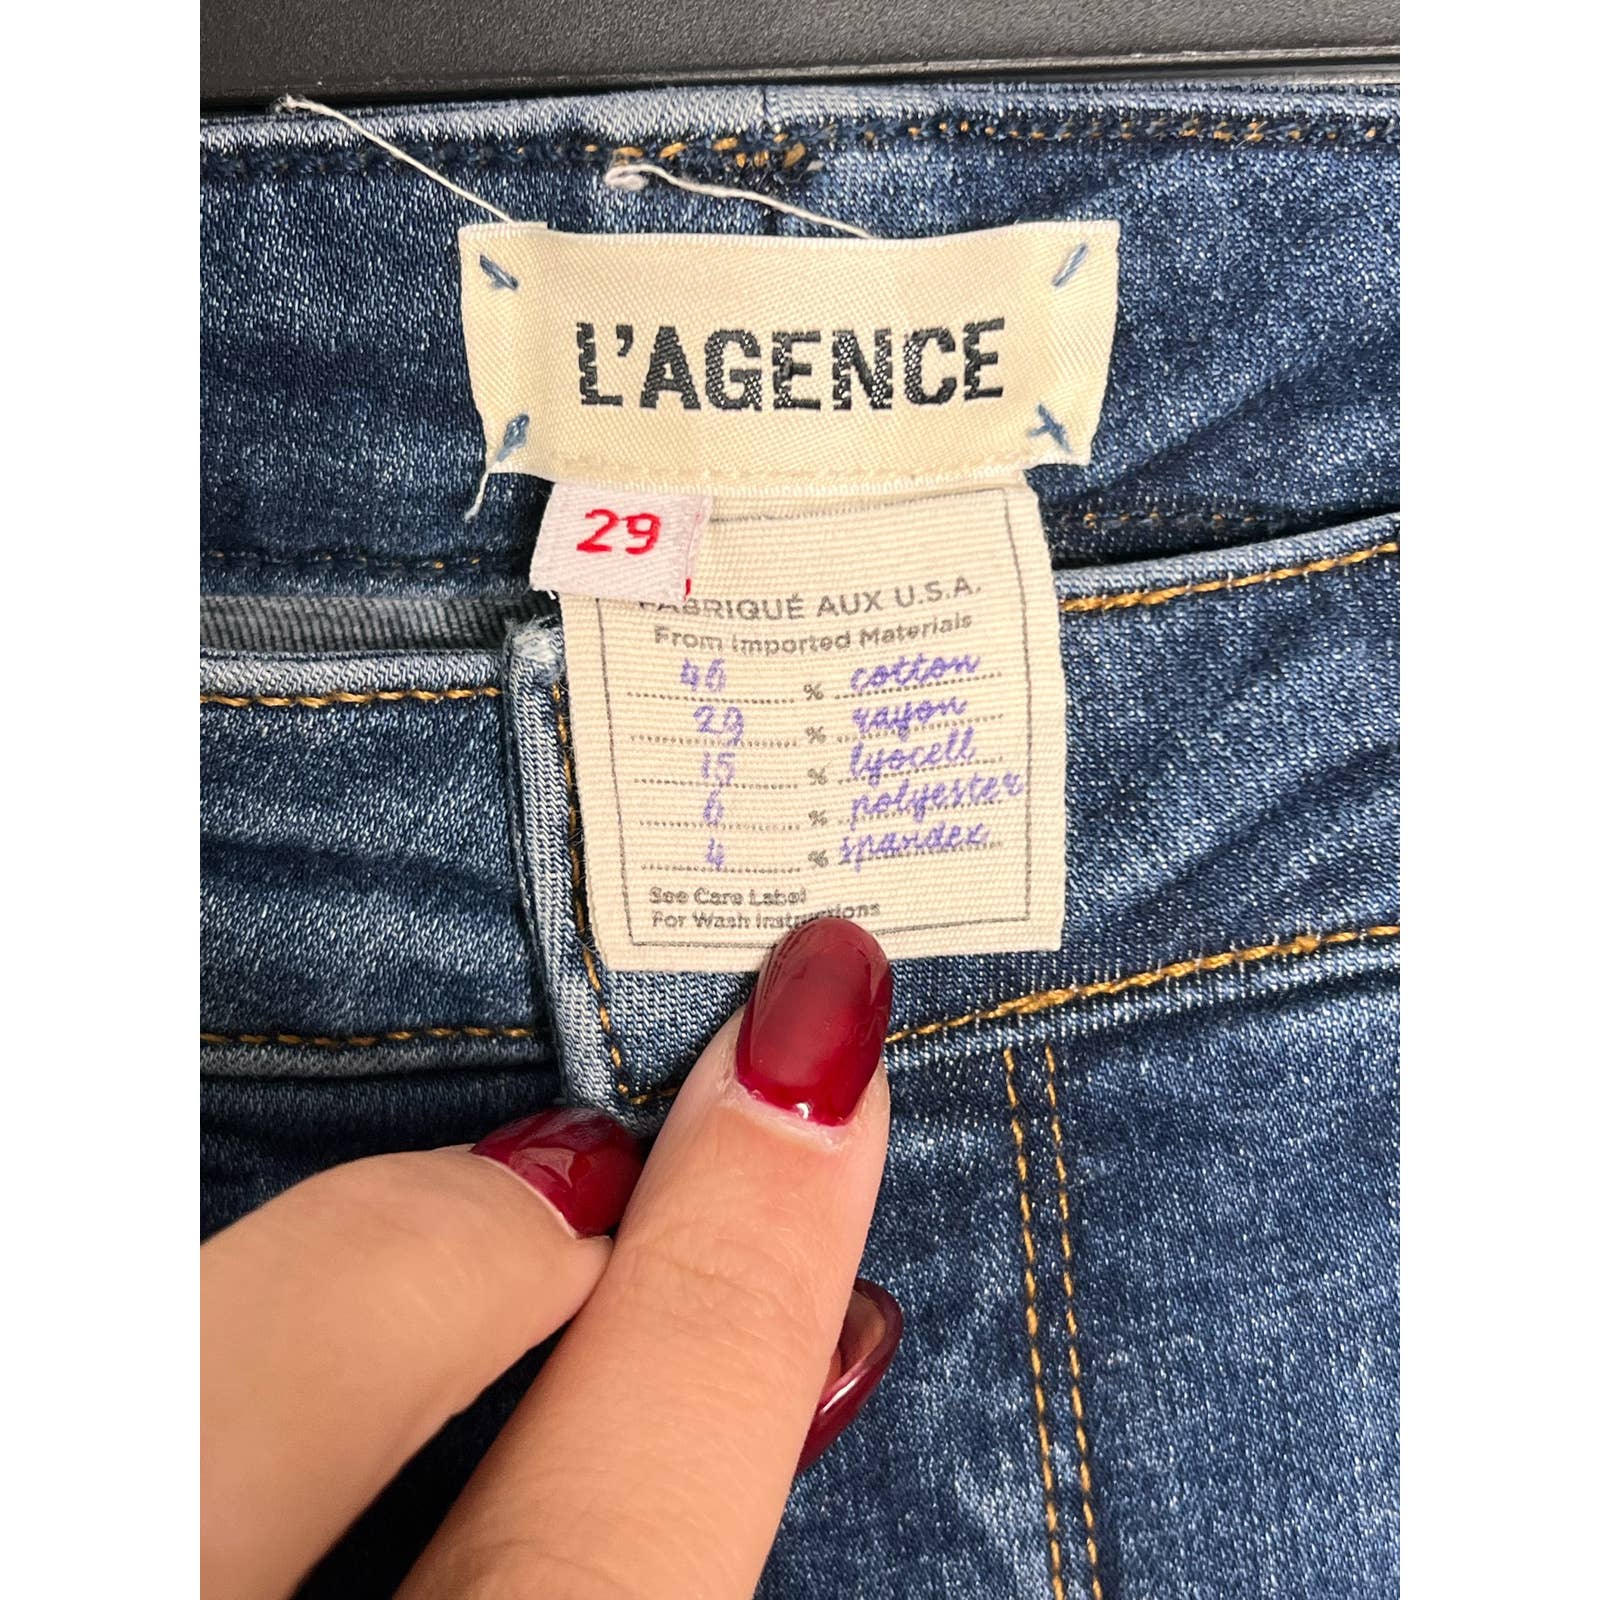 L'AGENCE
29
FABRIQUÉ AUX U.S.A.
From Imported Materials
46 % cotton
29 % rayon
15 % lyocell
6 % polyester
4 % spandex
See Care Label
For Wash Instructions